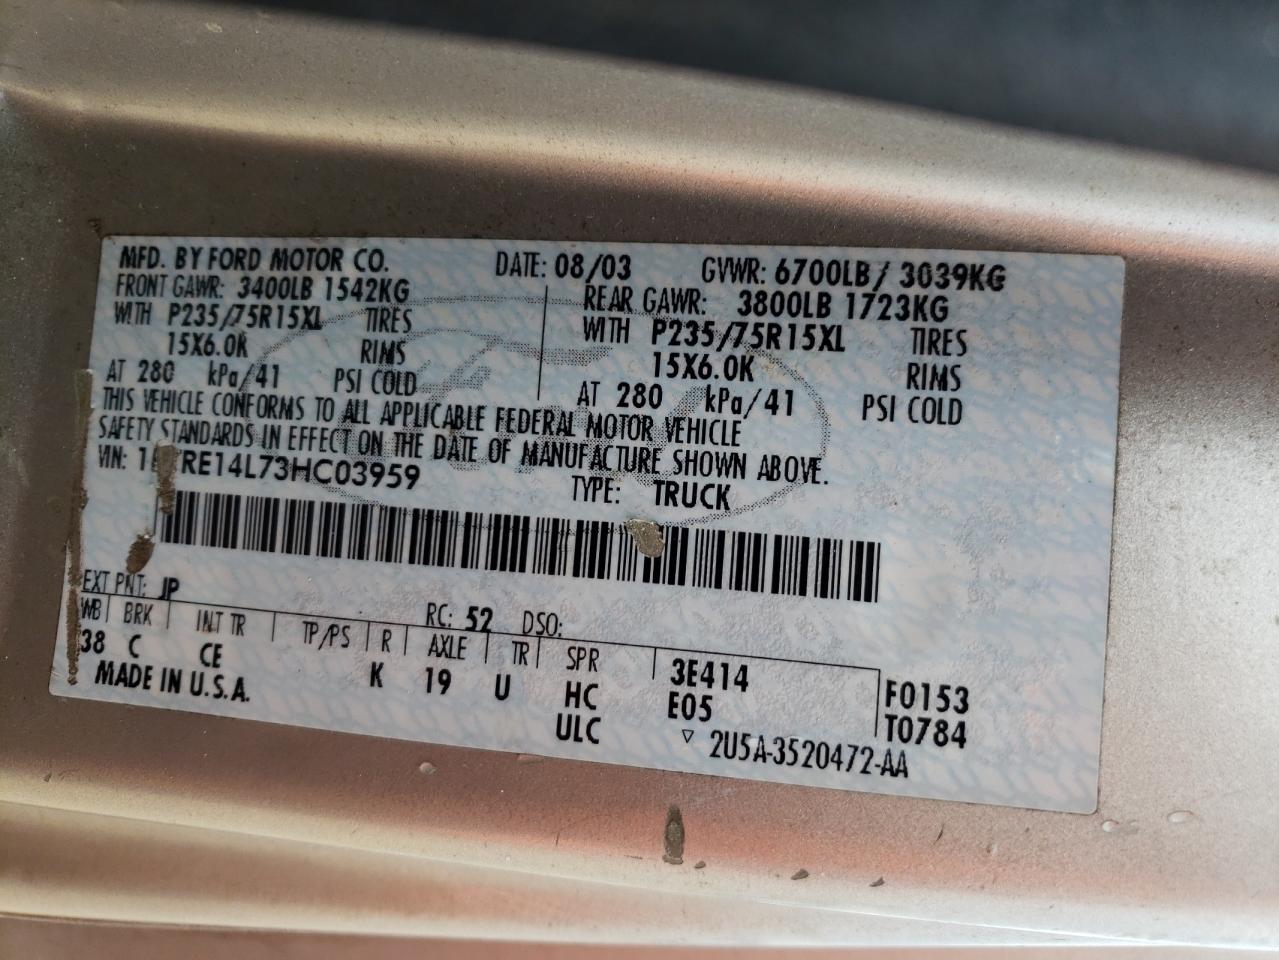 MFD. BY FORD MOTOR CO. DATE: 08/03 GVWR: 6700LB / 3039KG
FRONT GAWR: 3400LB 1542KG REAR GAWR: 3800LB 1723KG
WITH P235/75R15XL TIRES WITH P235/75R15XL TIRES
15X6.0K RIMS 15X6.0K RIMS
AT 280 kPa/41 PSI COLD AT 280 kPa/41 PSI COLD
THIS VEHICLE CONFORMS TO ALL APPLICABLE FEDERAL MOTOR VEHICLE
SAFETY STANDARDS IN EFFECT ON THE DATE OF MANUFACTURE SHOWN ABOVE.
VIN: TYPE: TRUCK
EXT PNT: JP RC: 52 DSO:
WB BRK INT TR TP/PS R AXLE TR SPR
38 C CE K 19 U HC 3E414 F0153
MADE IN U.S.A. ULC E05 T0784
▽ 2U5A-3520472-AA